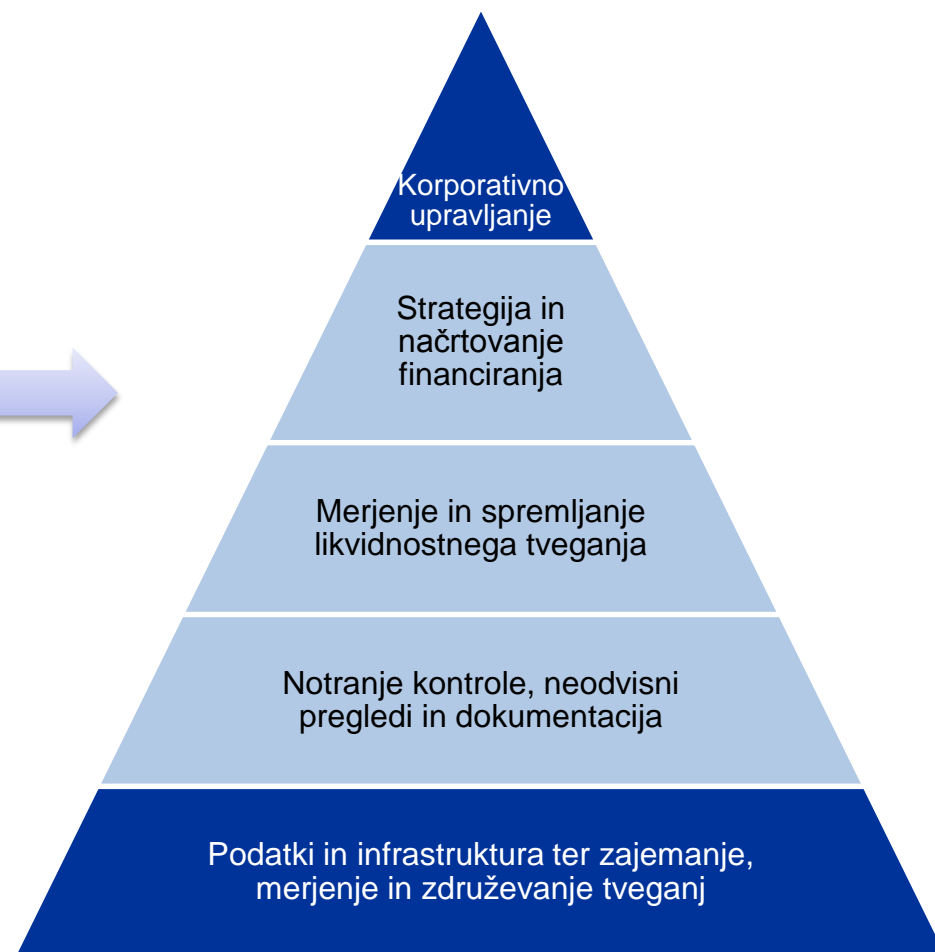 Korporativno
upravljanje
Strategija in
načrtovanje
financiranja
Merjenje in spremljanje
likvidnostnega tveganja
Notranje kontrole, neodvisni
pregledi in dokumentacija
Podatki in infrastruktura ter zajemanje,
merjenje in združevanje tveganj